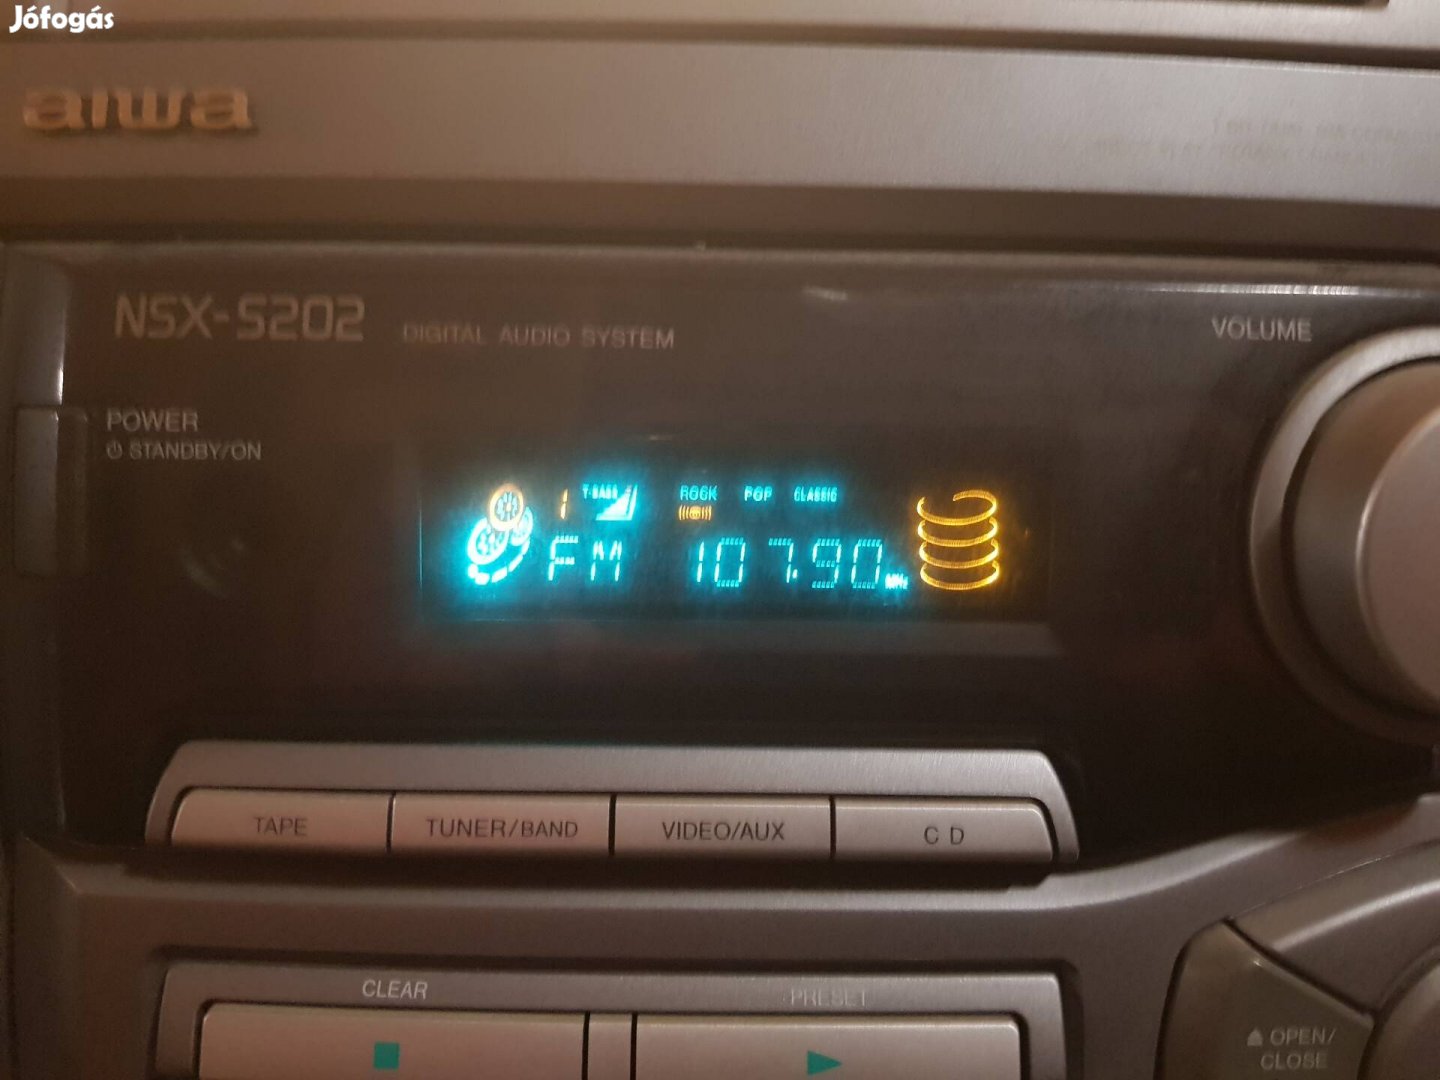 Jófogás
aiwa
NSX-S202 DIGITAL AUDIO SYSTEM
VOLUME
POWER
STANDBY/ON
1 T-BASS ROCK POP CLASSIC
FM 107.90 MHz
TAPE TUNER/BAND VIDEO/AUX CD
CLEAR PRESET
OPEN/
CLOSE